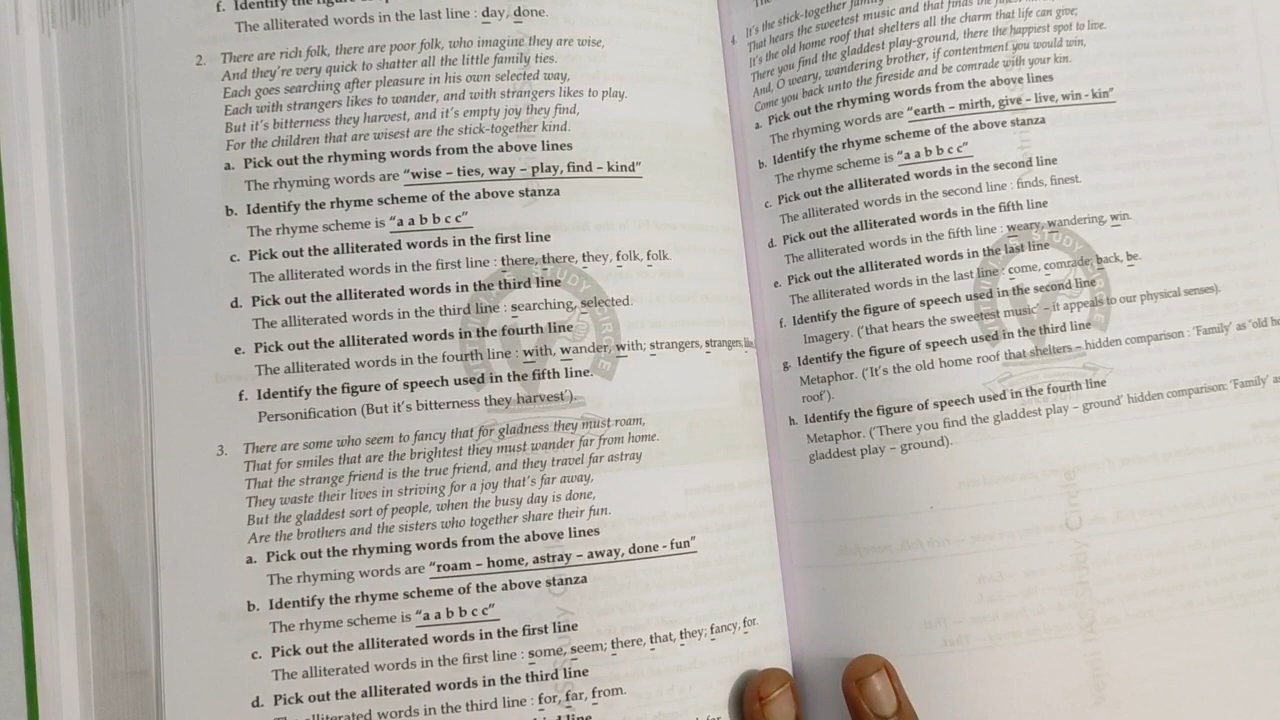 f. Identify the
The alliterated words in the last line : day, done.
2. There are rich folk, there are poor folk, who imagine they are wise,
And they're very quick to shatter all the little family ties.
Each goes searching after pleasure in his own selected way,
Each with strangers likes to wander, and with strangers likes to play.
But it's bitterness they harvest, and it's empty joy they find,
For the children that are wisest are the stick-together kind.
a. Pick out the rhyming words from the above lines
The rhyming words are "wise – ties, way – play, find – kind"
b. Identify the rhyme scheme of the above stanza
The rhyme scheme is "a a b b c c"
c. Pick out the alliterated words in the first line
The alliterated words in the first line : there, there, they, folk, folk.
d. Pick out the alliterated words in the third line
The alliterated words in the third line : searching, selected.
e. Pick out the alliterated words in the fourth line
The alliterated words in the fourth line : with, wander, with; strangers, strangers,
f. Identify the figure of speech used in the fifth line.
Personification (But it's bitterness they harvest').
3. There are some who seem to fancy that for gladness they must roam,
That for smiles that are the brightest they must wander far from home.
That the strange friend is the true friend, and they travel far astray
They waste their lives in striving for a joy that's far away,
But the gladdest sort of people, when the busy day is done,
Are the brothers and the sisters who together share their fun.
a. Pick out the rhyming words from the above lines
The rhyming words are "roam – home, astray – away, done - fun"
b. Identify the rhyme scheme of the above stanza
The rhyme scheme is "a a b b c c"
c. Pick out the alliterated words in the first line
The alliterated words in the first line : some, seem; there, that, they; fancy, for.
d. Pick out the alliterated words in the third line
alliterated words in the third line : for, far, from.
line
4. It's the stick-together
That hears the sweetest music and that finds the
It's the old home roof that shelters all the charm that life can give;
There you find the gladdest play-ground, there the happiest spot to live.
And, O weary, wandering brother, if contentment you would win,
Come you back unto the fireside and be comrade with your kin.
a. Pick out the rhyming words from the above lines
The rhyming words are "earth – mirth, give – live, win - kin"
b. Identify the rhyme scheme of the above stanza
The rhyme scheme is "a a b b c c"
c. Pick out the alliterated words in the second line
The alliterated words in the second line : finds, finest.
d. Pick out the alliterated words in the fifth line
The alliterated words in the fifth line : weary, wandering, win.
e. Pick out the alliterated words in the last line
The alliterated words in the last line : come, comrade, back, be.
f. Identify the figure of speech used in the second line
Imagery. ('that hears the sweetest music' – it appeals to our physical senses).
g. Identify the figure of speech used in the third line
Metaphor. ('It's the old home roof that shelters – hidden comparison : 'Family' as 'old
roof').
h. Identify the figure of speech used in the fourth line
Metaphor. ('There you find the gladdest play – ground' hidden comparison: 'Family'
gladdest play – ground).
STUDY CIRCLE
STUDY
Study Circle